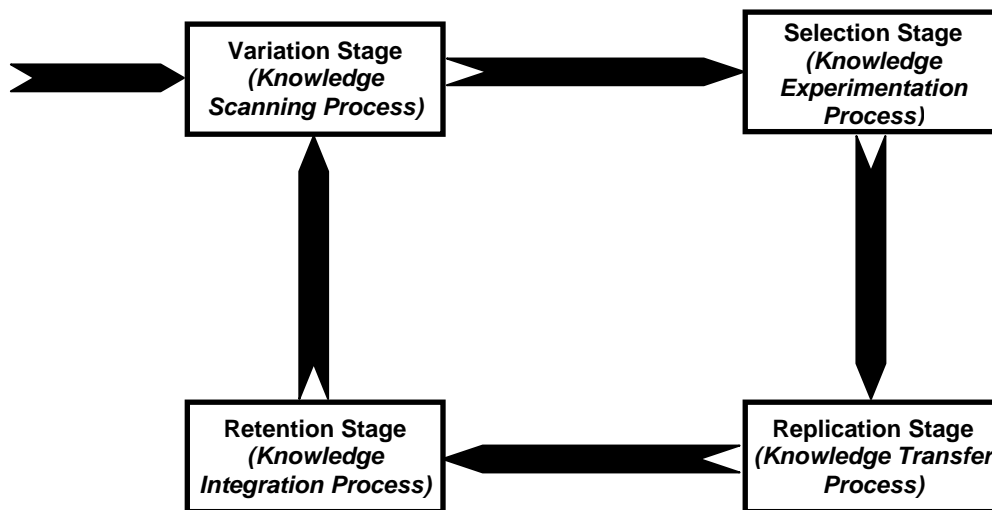 Variation Stage
(Knowledge
Scanning Process)
Selection Stage
(Knowledge
Experimentation
Process)
Retention Stage
(Knowledge
Integration Process)
Replication Stage
(Knowledge Transfer
Process)